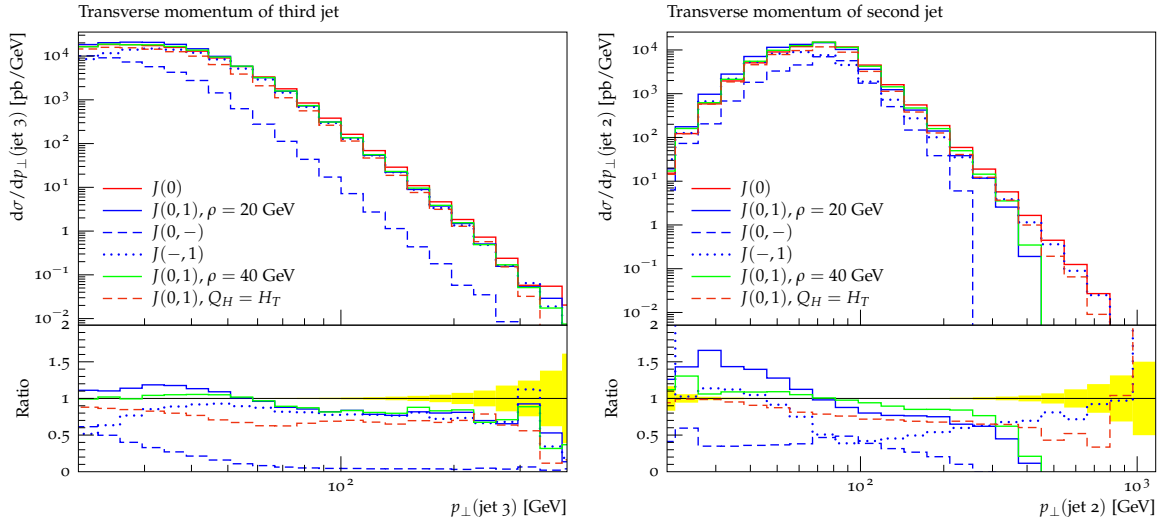 Transverse momentum of third jet
dσ/dp⊥(jet 3) [pb/GeV]
10⁴
10³
10²
10¹
1
10⁻¹
10⁻²
J(0)
J(0,1), ρ = 20 GeV
J(0,−)
J(−,1)
J(0,1), ρ = 40 GeV
J(0,1), Q_H = H_T
Ratio
2
1.5
1
0.5
0
10²
p⊥(jet 3) [GeV]
Transverse momentum of second jet
dσ/dp⊥(jet 2) [pb/GeV]
10⁴
10³
10²
10¹
1
10⁻¹
10⁻²
J(0)
J(0,1), ρ = 20 GeV
J(0,−)
J(−,1)
J(0,1), ρ = 40 GeV
J(0,1), Q_H = H_T
Ratio
2
1.5
1
0.5
0
10²
10³
p⊥(jet 2) [GeV]